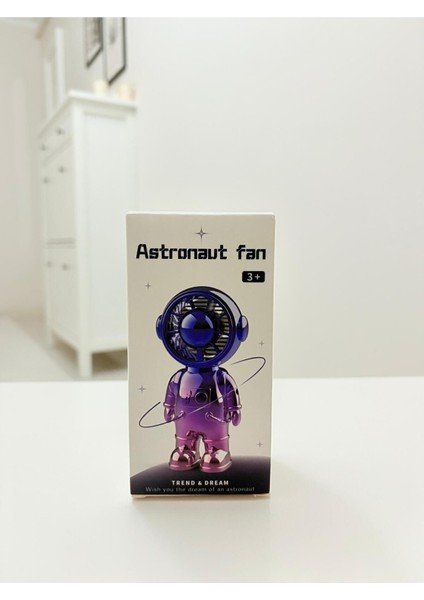 Astronaut fan
3+
TREND & DREAM
Wish you the dream of an astronaut